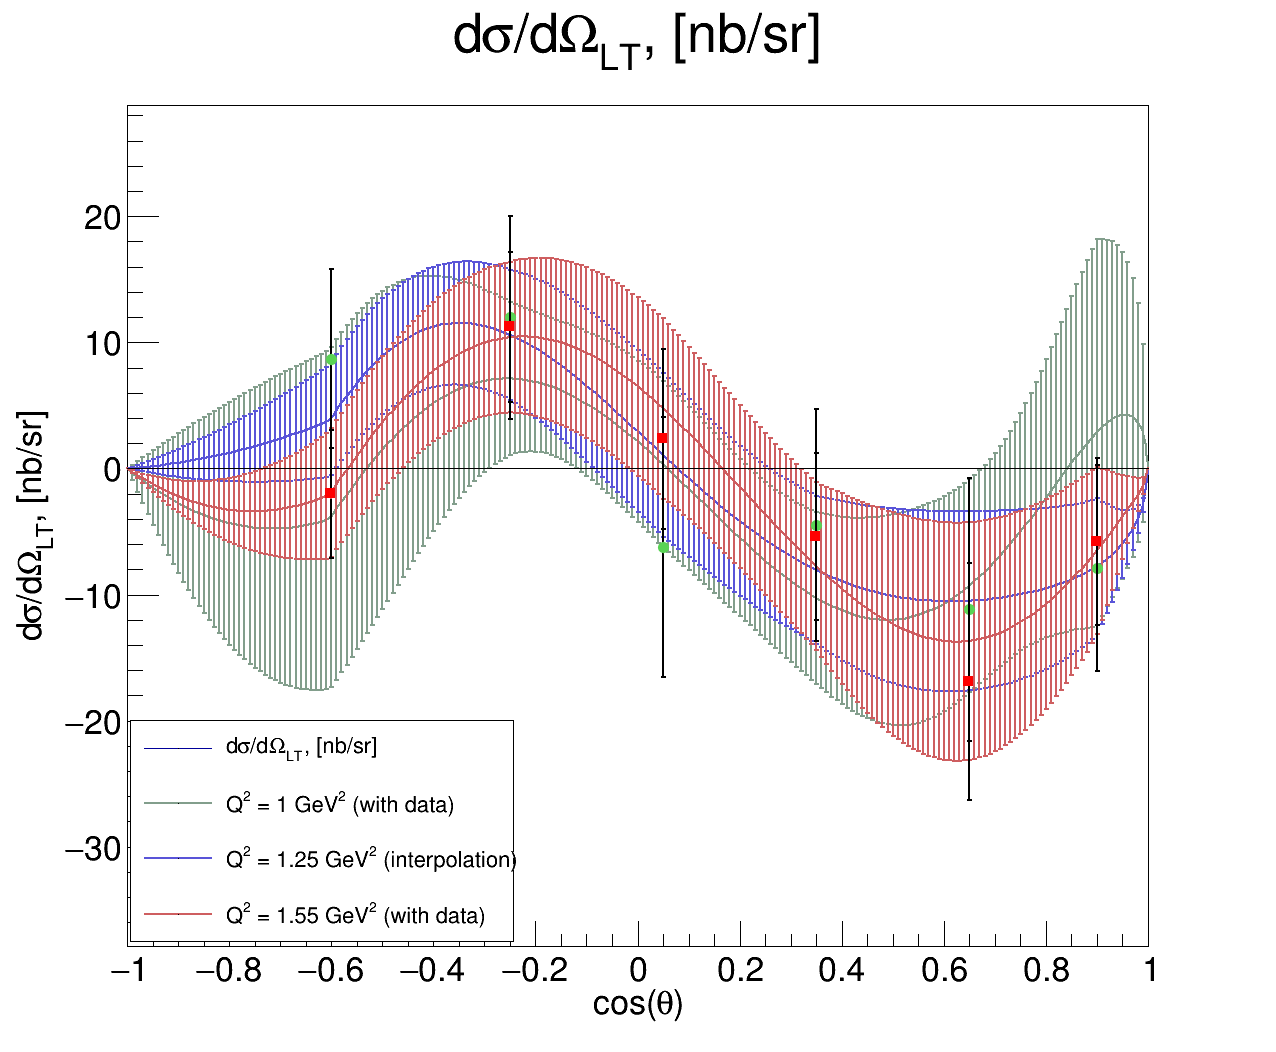 dσ/dΩ_LT, [nb/sr]
dσ/dΩ_LT, [nb/sr]
20
10
0
−10
−20
−30
dσ/dΩ_LT, [nb/sr]
Q² = 1 GeV² (with data)
Q² = 1.25 GeV² (interpolation)
Q² = 1.55 GeV² (with data)
−1 −0.8 −0.6 −0.4 −0.2 0 0.2 0.4 0.6 0.8 1
cos(θ)